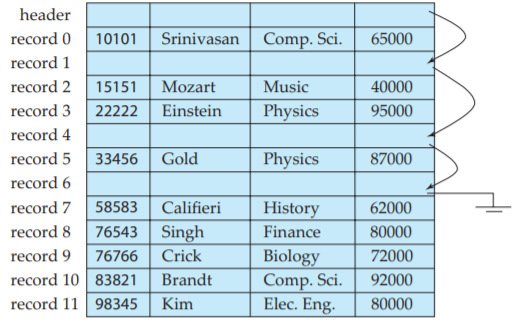 header
record 0 10101 Srinivasan Comp. Sci. 65000
record 1
record 2 15151 Mozart Music 40000
record 3 22222 Einstein Physics 95000
record 4
record 5 33456 Gold Physics 87000
record 6
record 7 58583 Califieri History 62000
record 8 76543 Singh Finance 80000
record 9 76766 Crick Biology 72000
record 10 83821 Brandt Comp. Sci. 92000
record 11 98345 Kim Elec. Eng. 80000